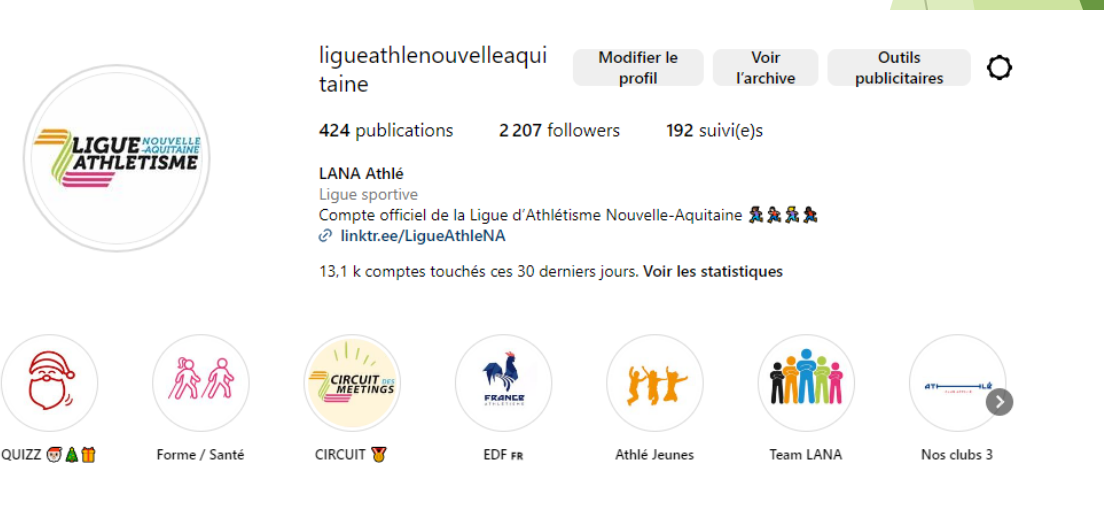 ligueathlenouvelleaqui
taine
Modifier le
profil
Voir
l'archive
Outils
publicitaires
424 publications
2 207 followers
192 suivi(e)s
LIGUE NOUVELLE
-AQUITAINE
ATHLÉTISME
LANA Athlé
Ligue sportive
Compte officiel de la Ligue d'Athlétisme Nouvelle-Aquitaine
linktr.ee/LigueAthleNA
13,1 k comptes touchés ces 30 derniers jours. Voir les statistiques
CIRCUIT DES
MEETINGS
FRANCE
ATHLÉTISME
QUIZZ 🎅🎄🎁
Forme / Santé
CIRCUIT 🏅
EDF FR
Athlé Jeunes
Team LANA
Nos clubs 3